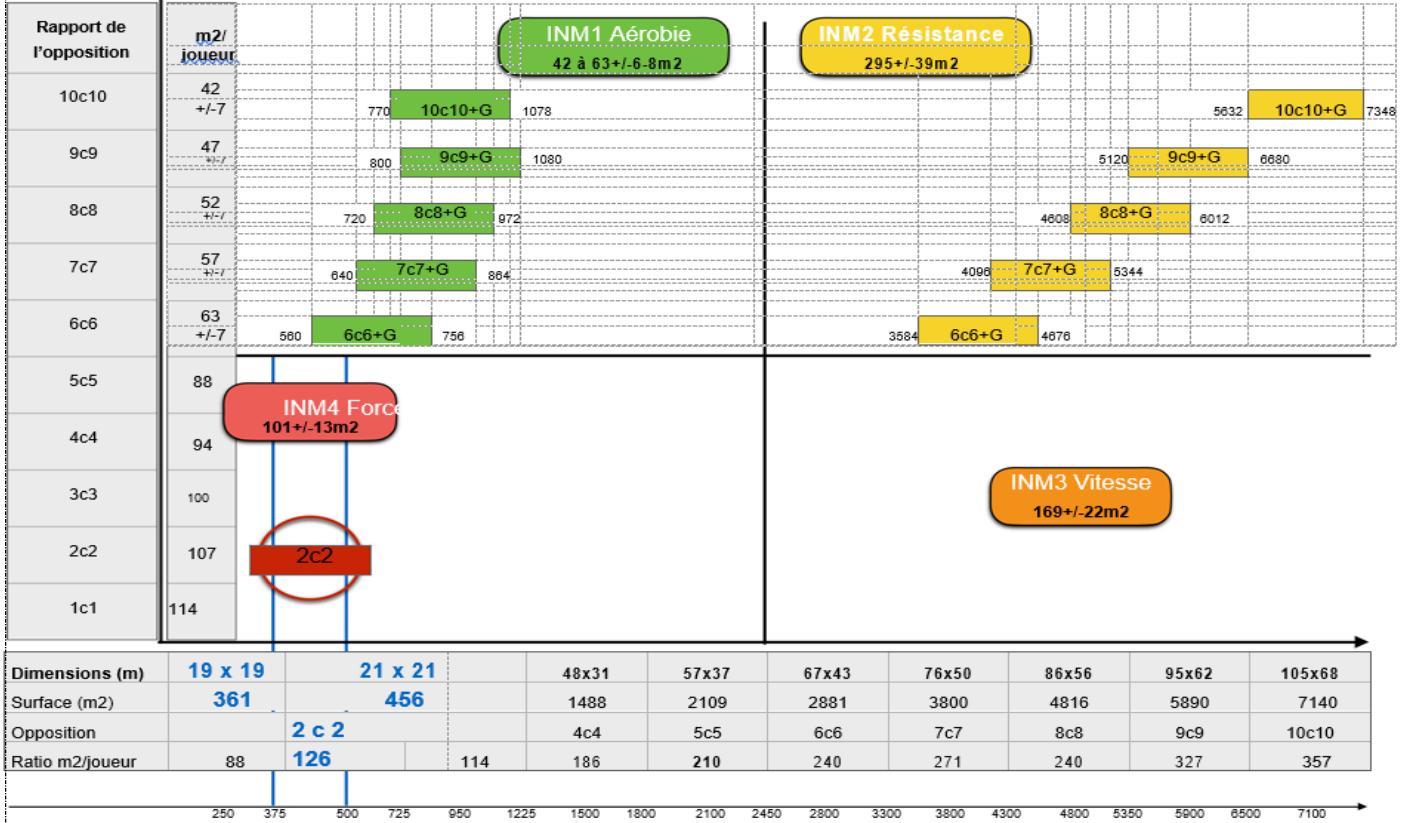 Rapport de l'opposition
m2/ joueur
INM1 Aérobie
42 à 63+/-6-8m2
INM2 Résistance
295+/-39m2
10c10
42
+/-7
770 10c10+G 1078
5632 10c10+G 7348
9c9
47
+/-7
800 9c9+G 1080
5120 9c9+G 6680
8c8
52
+/-7
720 8c8+G 972
4608 8c8+G 6012
7c7
57
+/-7
640 7c7+G 864
4096 7c7+G 5344
6c6
63
+/-7
560 6c6+G 756
3584 6c6+G 4676
5c5 88
INM4 Force
101+/-13m2
4c4 94
3c3 100
INM3 Vitesse
169+/-22m2
2c2 107 2c2
1c1 114
Dimensions (m) 19 x 19 21 x 21 48x31 57x37 67x43 76x50 86x56 95x62 105x68
Surface (m2) 361 456 1488 2109 2881 3800 4816 5890 7140
Opposition 2 c 2 4c4 5c5 6c6 7c7 8c8 9c9 10c10
Ratio m2/joueur 88 126 114 186 210 240 271 240 327 357
250 375 500 725 950 1225 1500 1800 2100 2450 2800 3300 3800 4300 4800 5350 5900 6500 7100